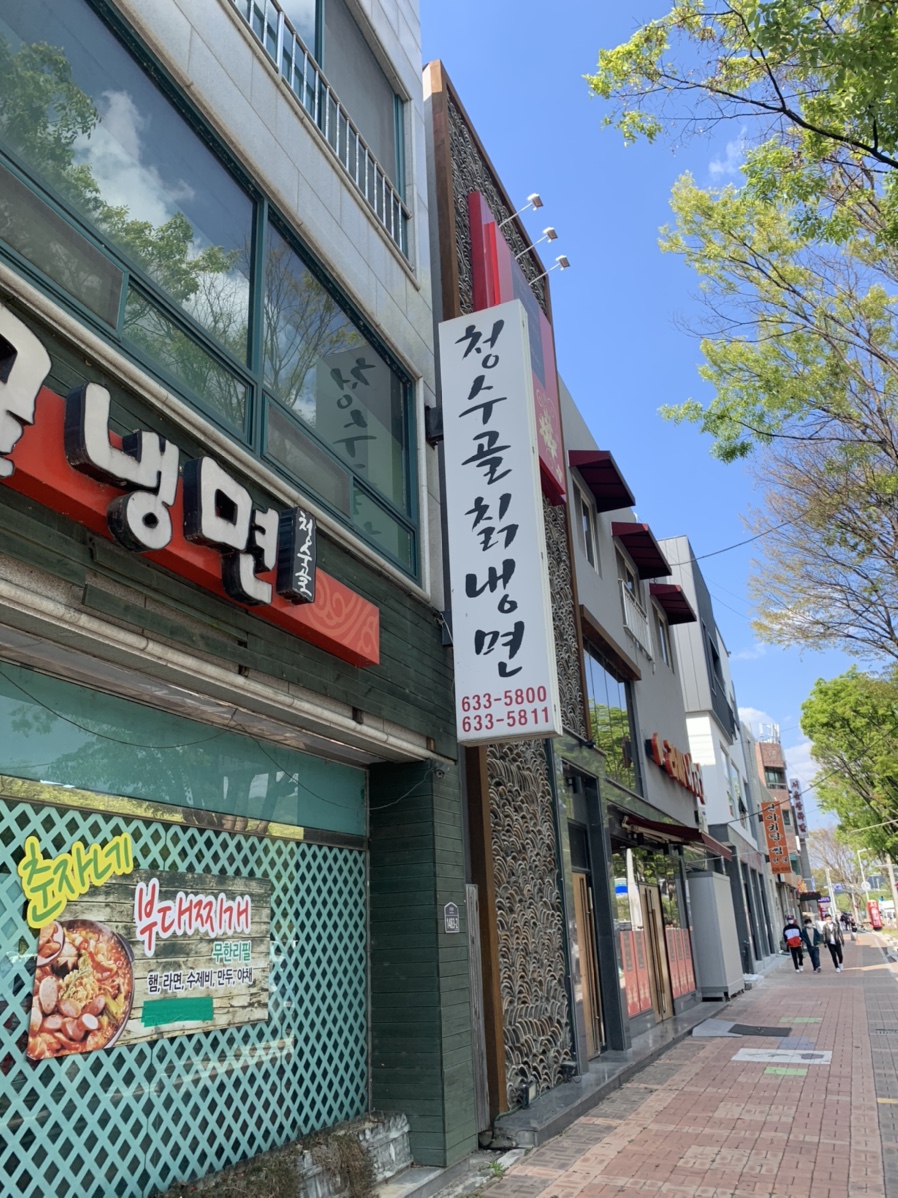 냉면
청수골
청수골칡냉면
633-5800
633-5811
춘자네
부대찌개
무한리필
햄, 라면, 수제비, 만두, 야채